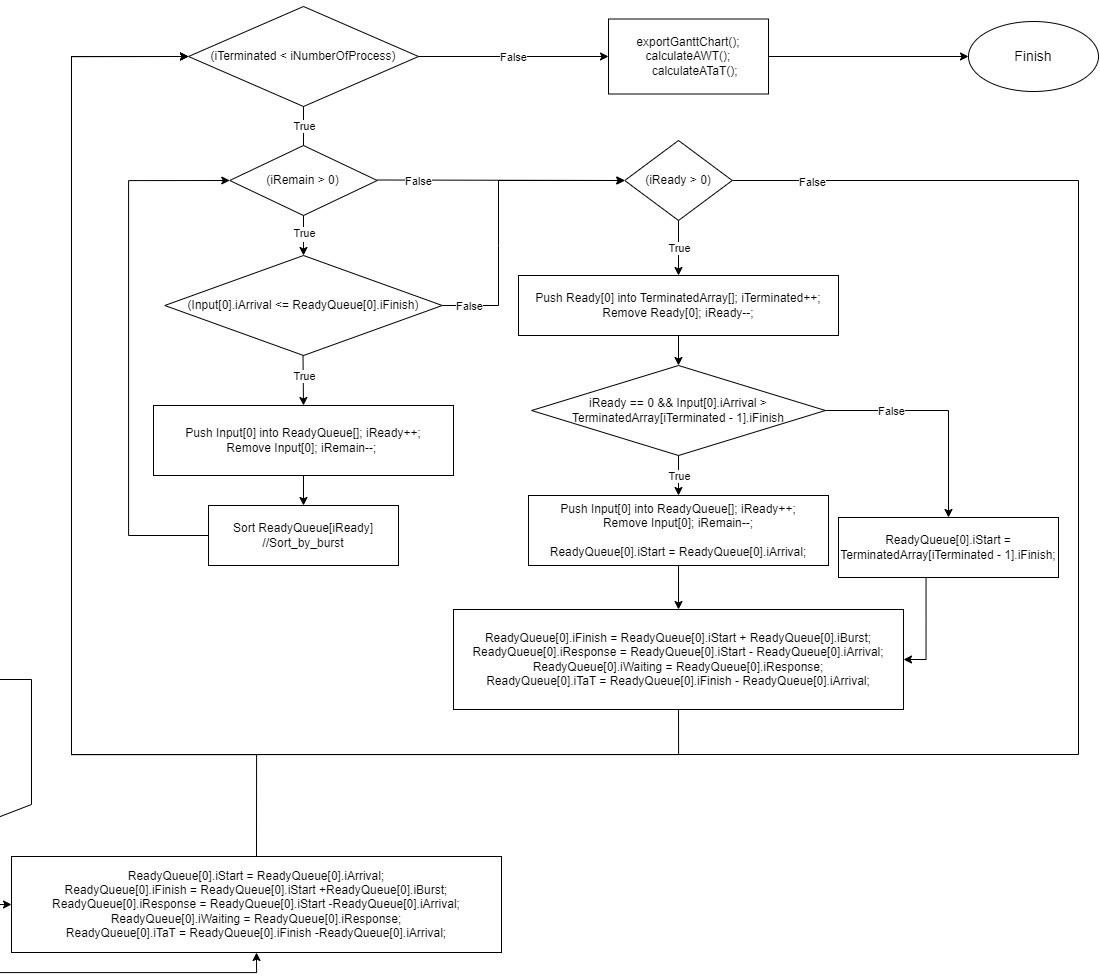 (iTerminated < iNumberOfProcess)
False
exportGanttChart();
calculateAWT();
calculateATaT();
Finish
True
(iRemain > 0)
False
(iReady > 0)
False
True
True
(Input[0].iArrival <= ReadyQueue[0].iFinish)
False
Push Ready[0] into TerminatedArray[]; iTerminated++;
Remove Ready[0]; iReady--;
True
iReady == 0 && Input[0].iArrival >
TerminatedArray[iTerminated - 1].iFinish
False
Push Input[0] into ReadyQueue[]; iReady++;
Remove Input[0]; iRemain--;
True
Sort ReadyQueue[iReady]
//Sort_by_burst
Push Input[0] into ReadyQueue[]; iReady++;
Remove Input[0]; iRemain--;
ReadyQueue[0].iStart = ReadyQueue[0].iArrival;
ReadyQueue[0].iStart =
TerminatedArray[iTerminated - 1].iFinish;
ReadyQueue[0].iFinish = ReadyQueue[0].iStart + ReadyQueue[0].iBurst;
ReadyQueue[0].iResponse = ReadyQueue[0].iStart - ReadyQueue[0].iArrival;
ReadyQueue[0].iWaiting = ReadyQueue[0].iResponse;
ReadyQueue[0].iTaT = ReadyQueue[0].iFinish - ReadyQueue[0].iArrival;
ReadyQueue[0].iStart = ReadyQueue[0].iArrival;
ReadyQueue[0].iFinish = ReadyQueue[0].iStart +ReadyQueue[0].iBurst;
ReadyQueue[0].iResponse = ReadyQueue[0].iStart -ReadyQueue[0].iArrival;
ReadyQueue[0].iWaiting = ReadyQueue[0].iResponse;
ReadyQueue[0].iTaT = ReadyQueue[0].iFinish -ReadyQueue[0].iArrival;